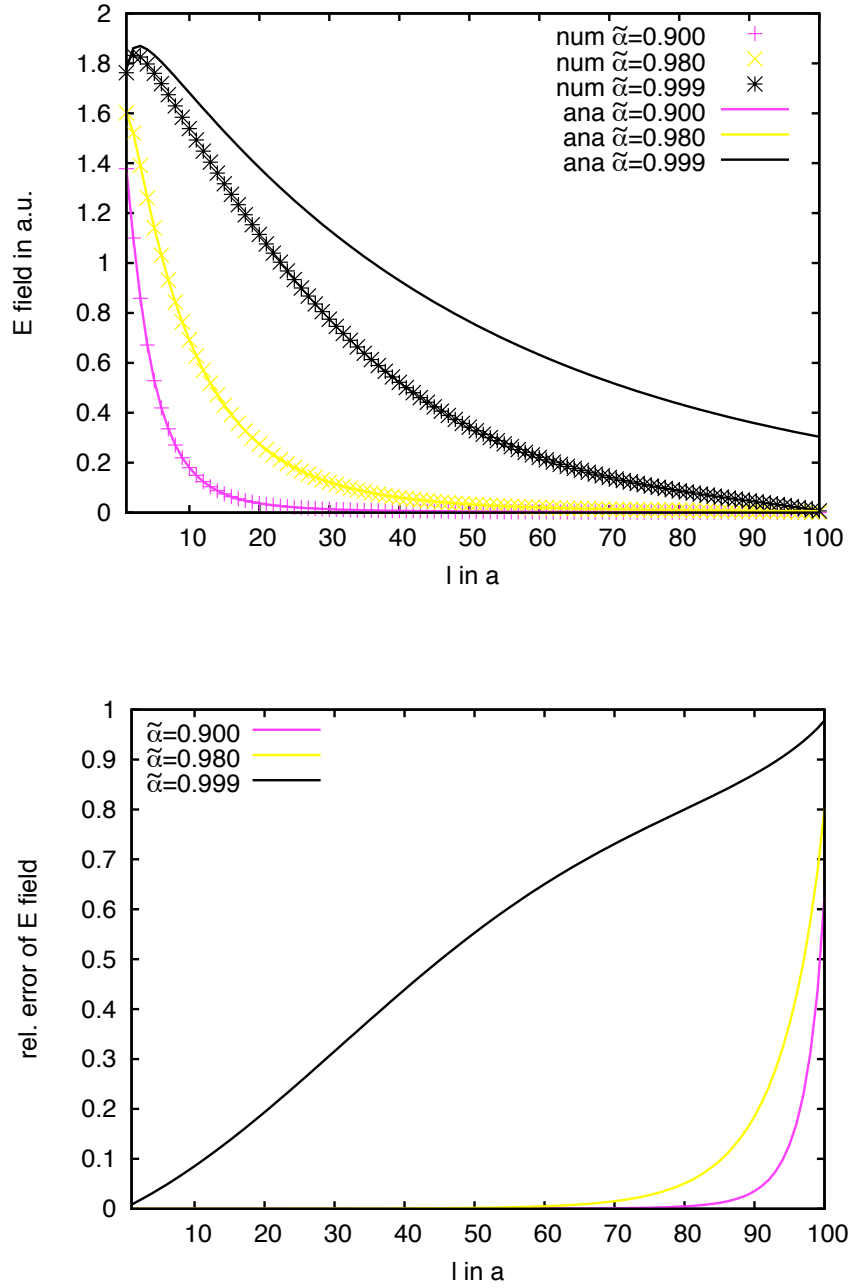 2
1.8
1.6
1.4
1.2
1
0.8
0.6
0.4
0.2
0
E field in a.u.
num α̃=0.900
num α̃=0.980
num α̃=0.999
ana α̃=0.900
ana α̃=0.980
ana α̃=0.999
10 20 30 40 50 60 70 80 90 100
l in a
1
0.9
0.8
0.7
0.6
0.5
0.4
0.3
0.2
0.1
0
rel. error of E field
α̃=0.900
α̃=0.980
α̃=0.999
10 20 30 40 50 60 70 80 90 100
l in a